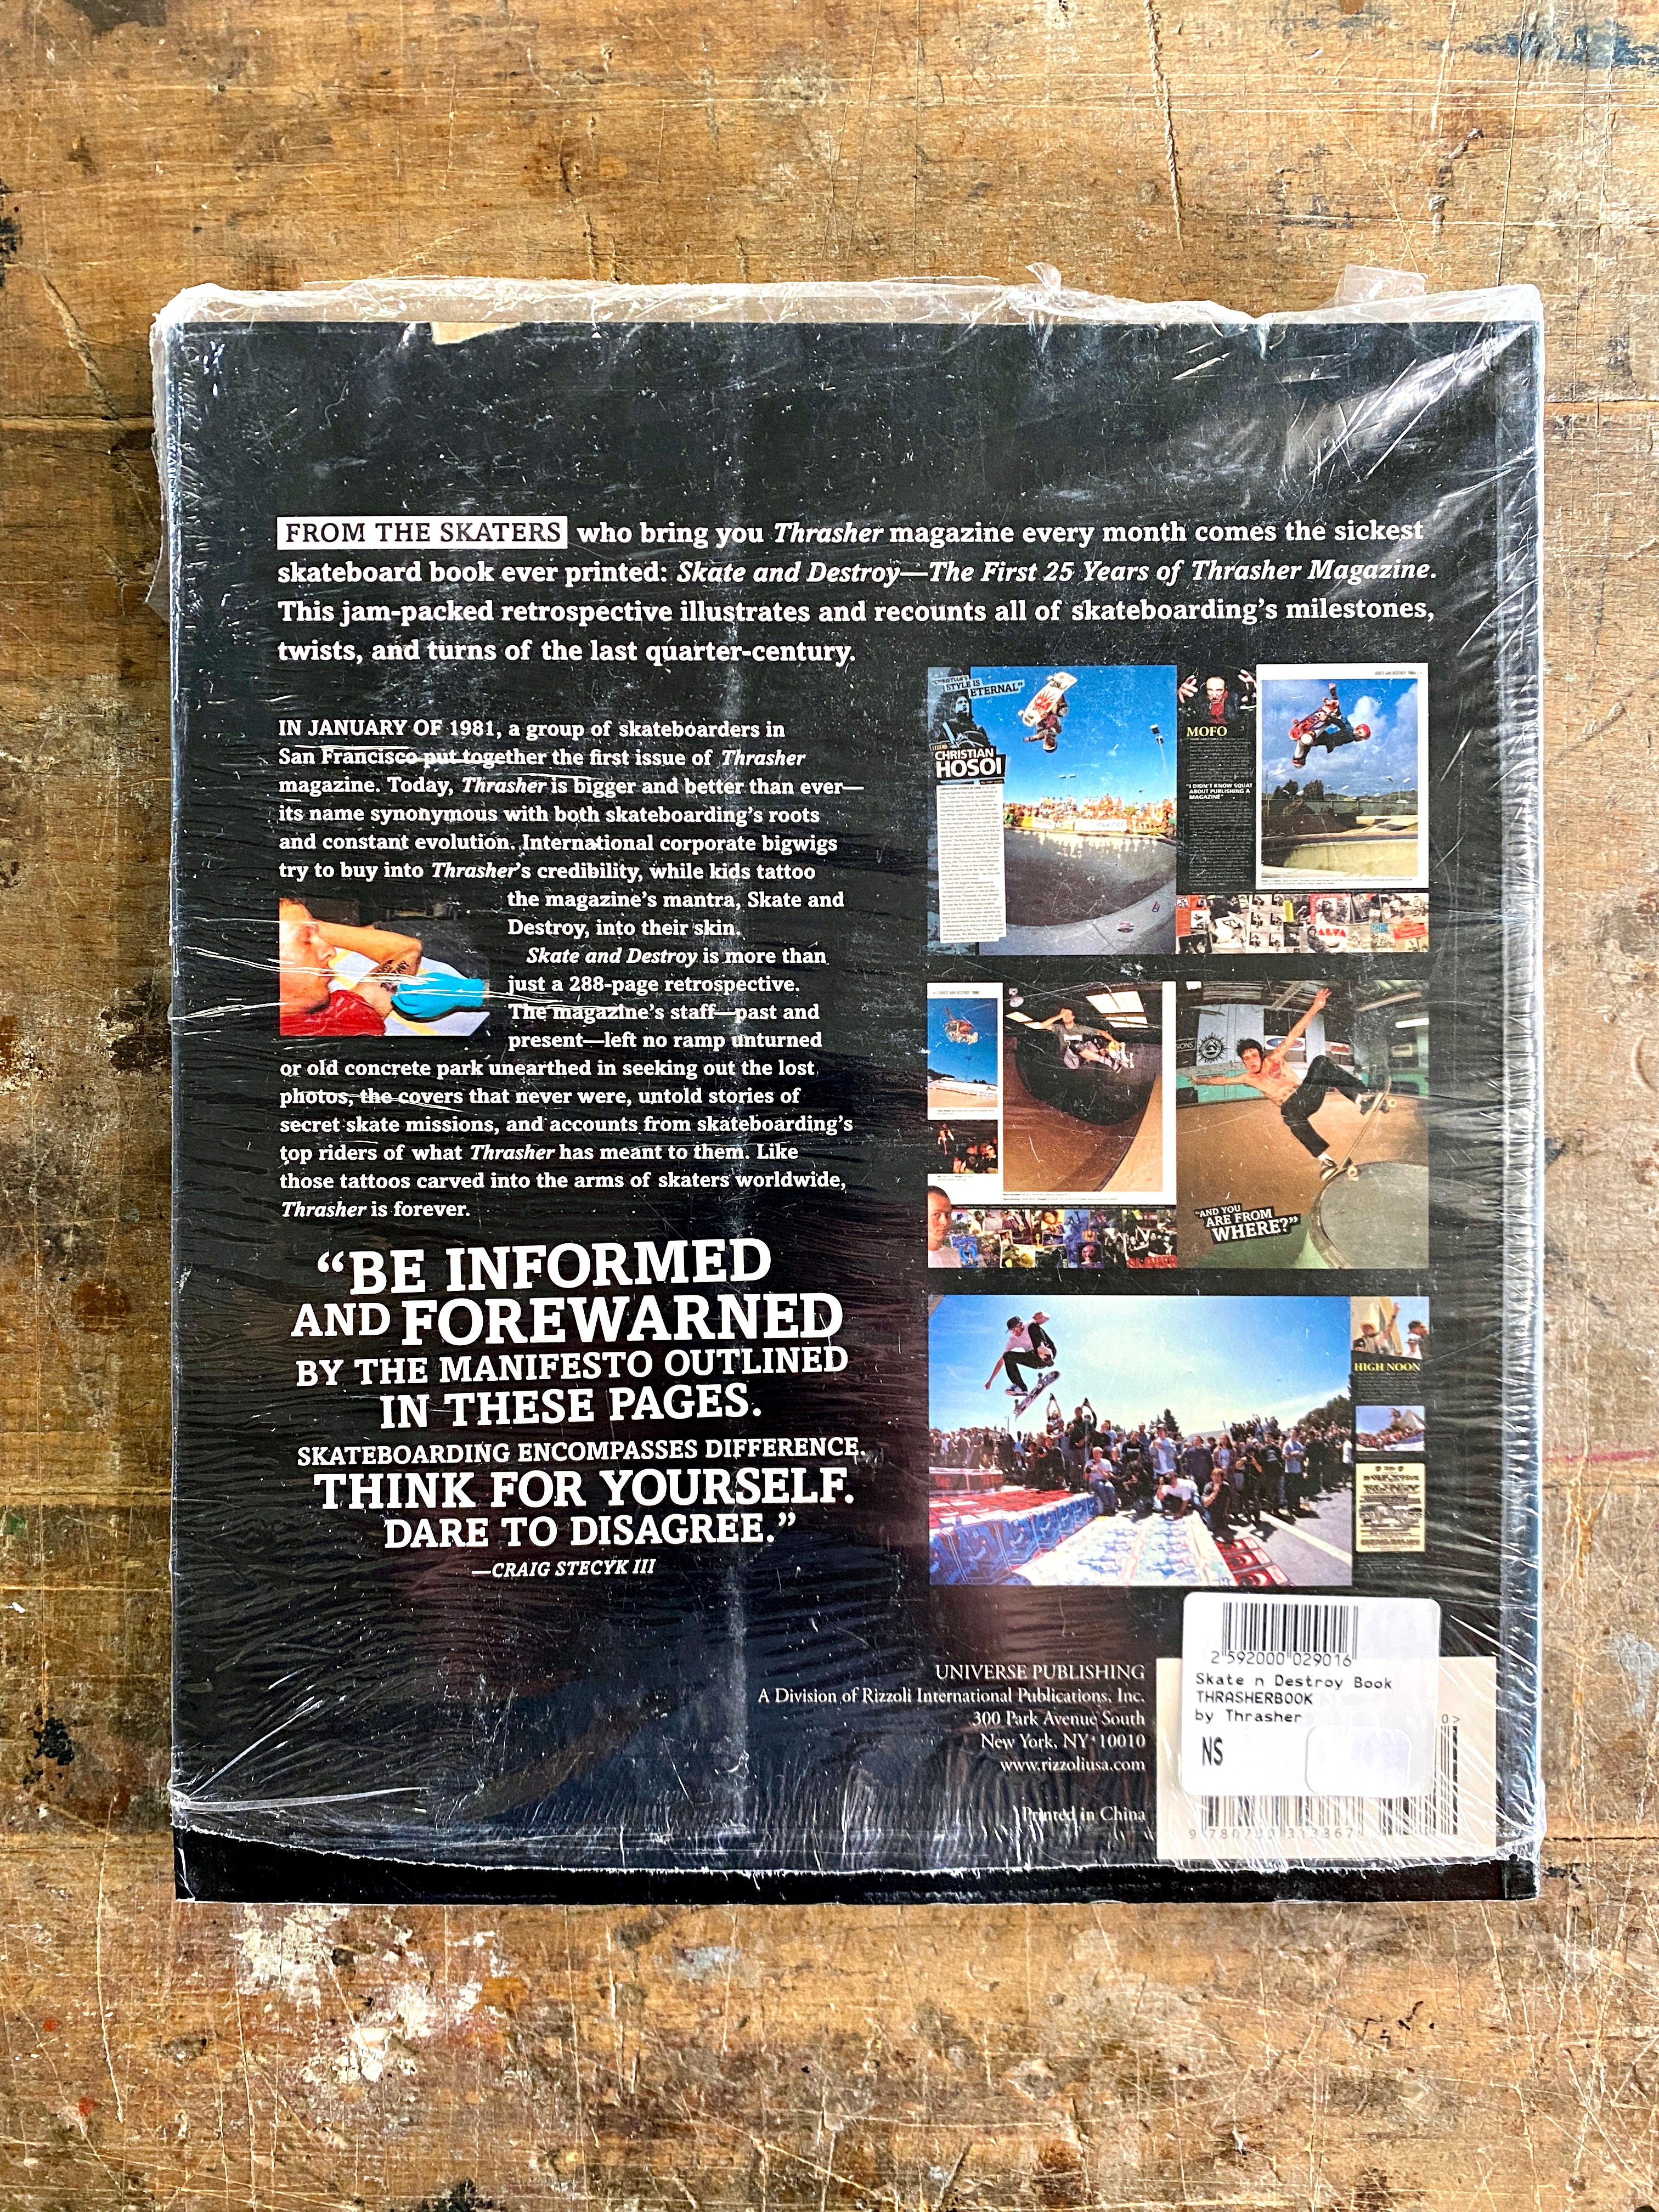 FROM THE SKATERS who bring you Thrasher magazine every month comes the sickest
skateboard book ever printed: Skate and Destroy—The First 25 Years of Thrasher Magazine.
This jam-packed retrospective illustrates and recounts all of skateboarding's milestones,
twists, and turns of the last quarter-century.
IN JANUARY OF 1981, a group of skateboarders in
San Francisco put together the first issue of Thrasher
magazine. Today, Thrasher is bigger and better than ever—
its name synonymous with both skateboarding's roots
and constant evolution. International corporate bigwigs
try to buy into Thrasher's credibility, while kids tattoo
the magazine's mantra, Skate and
Destroy, into their skin.
Skate and Destroy is more than
just a 288-page retrospective.
The magazine's staff—past and
present—left no ramp unturned
or old concrete park unearthed in seeking out the lost
photos, the covers that never were, untold stories of
secret skate missions, and accounts from skateboarding's
top riders of what Thrasher has meant to them. Like
those tattoos carved into the arms of skaters worldwide,
Thrasher is forever.
"BE INFORMED
AND FOREWARNED
BY THE MANIFESTO OUTLINED
IN THESE PAGES.
SKATEBOARDING ENCOMPASSES DIFFERENCE.
THINK FOR YOURSELF.
DARE TO DISAGREE."
—CRAIG STECYK III
STYLE IS
ETERNAL"
LEGEND
CHRISTIAN
HOSOI
MOFO
"I DIDN'T KNOW SQUAT
ABOUT PUBLISHING A
MAGAZINE"
ALVA
"AND YOU
ARE FROM
WHERE?"
HIGH NOON
UNIVERSE PUBLISHING
A Division of Rizzoli International Publications, Inc.
300 Park Avenue South
New York, NY 10010
www.rizzoliusa.com
Printed in China
2 592000 029016
Skate n Destroy Book
THRASHERBOOK
by Thrasher
NS